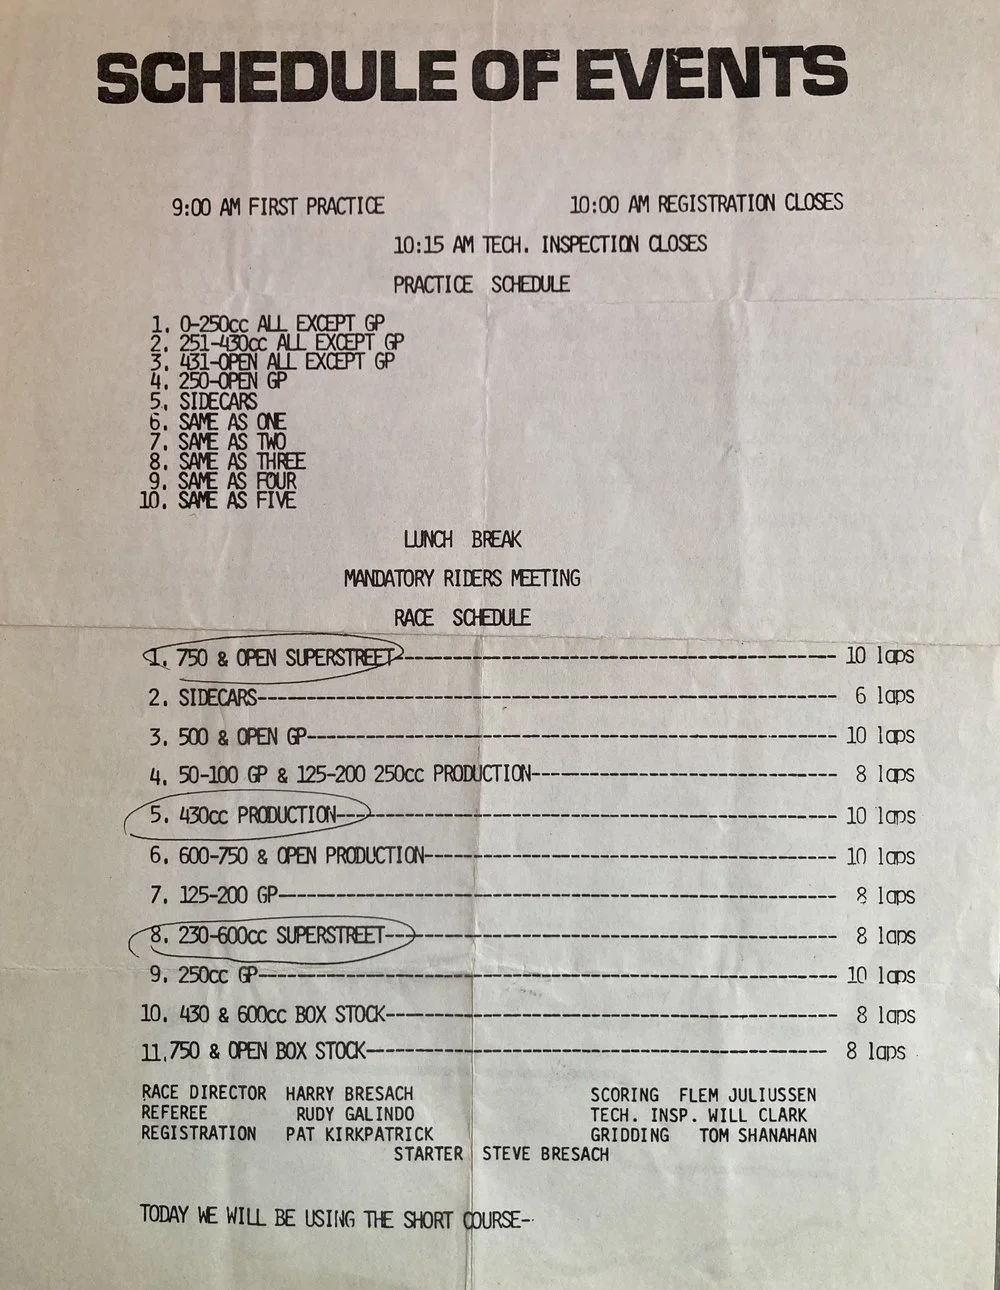 SCHEDULE OF EVENTS
9:00 AM FIRST PRACTICE 10:00 AM REGISTRATION CLOSES
10:15 AM TECH. INSPECTION CLOSES
PRACTICE SCHEDULE
1. 0-250cc ALL EXCEPT GP
2. 251-430cc ALL EXCEPT GP
3. 431-OPEN ALL EXCEPT GP
4. 250-OPEN GP
5. SIDECARS
6. SAME AS ONE
7. SAME AS TWO
8. SAME AS THREE
9. SAME AS FOUR
10. SAME AS FIVE
LUNCH BREAK
MANDATORY RIDERS MEETING
RACE SCHEDULE
1. 750 & OPEN SUPERSTREET-------------------------------------------- 10 laps
2. SIDECARS---------------------------------------------------------- 6 laps
3. 500 & OPEN GP----------------------------------------------------- 10 laps
4. 50-100 GP & 125-200 250cc PRODUCTION------------------------------ 8 laps
5. 430cc PRODUCTION-------------------------------------------------- 10 laps
6. 600-750 & OPEN PRODUCTION----------------------------------------- 10 laps
7. 125-200 GP-------------------------------------------------------- 8 laps
8. 230-600cc SUPERSTREET--------------------------------------------- 8 laps
9. 250cc GP---------------------------------------------------------- 10 laps
10. 430 & 600cc BOX STOCK--------------------------------------------- 8 laps
11,750 & OPEN BOX STOCK---------------------------------------------- 8 laps
RACE DIRECTOR HARRY BRESACH SCORING FLEM JULIUSSEN
REFEREE RUDY GALINDO TECH. INSP. WILL CLARK
REGISTRATION PAT KIRKPATRICK GRIDDING TOM SHANAHAN
STARTER STEVE BRESACH
TODAY WE WILL BE USING THE SHORT COURSE-